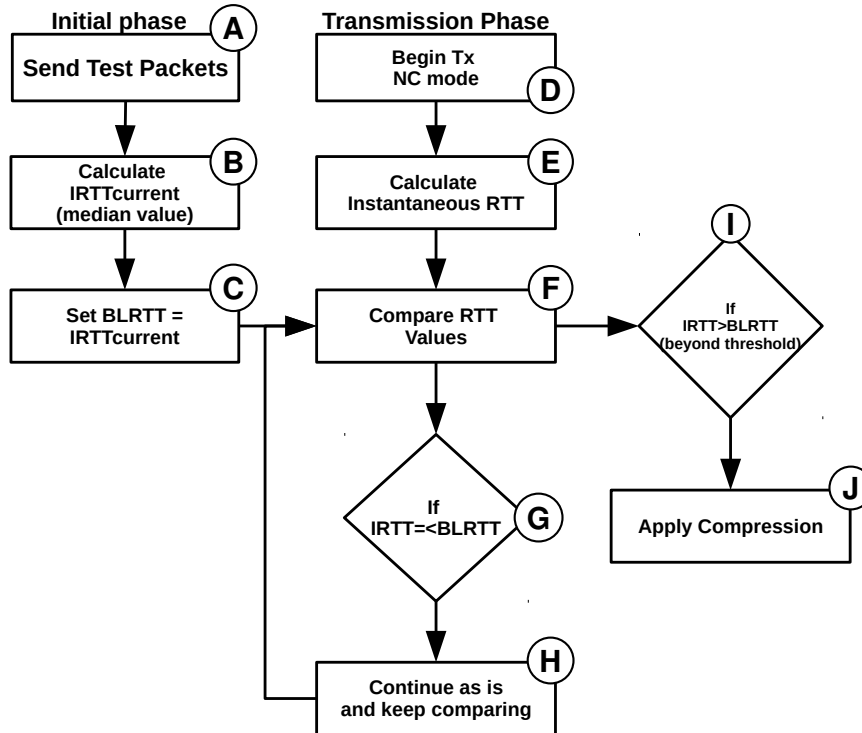 Initial phase
A
Send Test Packets
B
Calculate
IRTTcurrent
(median value)
C
Set BLRTT =
IRTTcurrent
Transmission Phase
Begin Tx
NC mode
D
E
Calculate
Instantaneous RTT
F
Compare RTT
Values
If
IRTT=<BLRTT
G
H
Continue as is
and keep comparing
I
If
IRTT>BLRTT
(beyond threshold)
J
Apply Compression